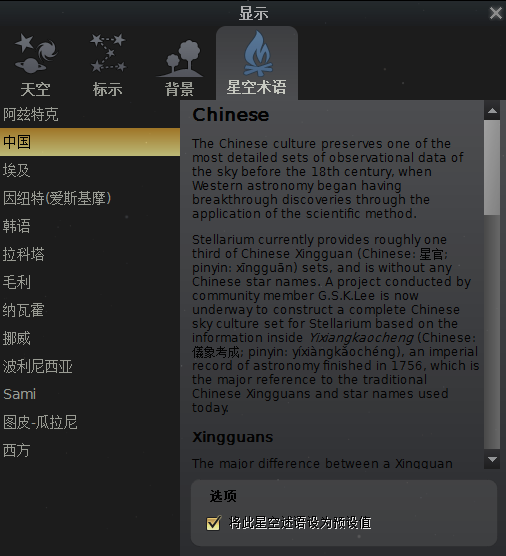 显示
天空
标示
背景
星空术语
阿兹特克
中国
埃及
因纽特(爱斯基摩)
韩语
拉科塔
毛利
纳瓦霍
挪威
波利尼西亚
Sami
图皮-瓜拉尼
西方
Chinese
The Chinese culture preserves one of the
most detailed sets of observational data of
the sky before the 18th century, when
Western astronomy began having
breakthrough discoveries through the
application of the scientific method.
Stellarium currently provides roughly one
third of Chinese Xingguan (Chinese: 星官;
pinyin: xīngguān) sets, and is without any
Chinese star names. A project conducted by
community member G.S.K.Lee is now
underway to construct a complete Chinese
sky culture set for Stellarium based on the
information inside Yixiangkaocheng (Chinese:
儀象考成; pinyin: yíxiàngkǎochéng), an imperial
record of astronomy finished in 1756, which is
the major reference to the traditional
Chinese Xingguans and star names used
today.
Xingguans
The major difference between a Xingguan
选项
将此星空述语设为预设值